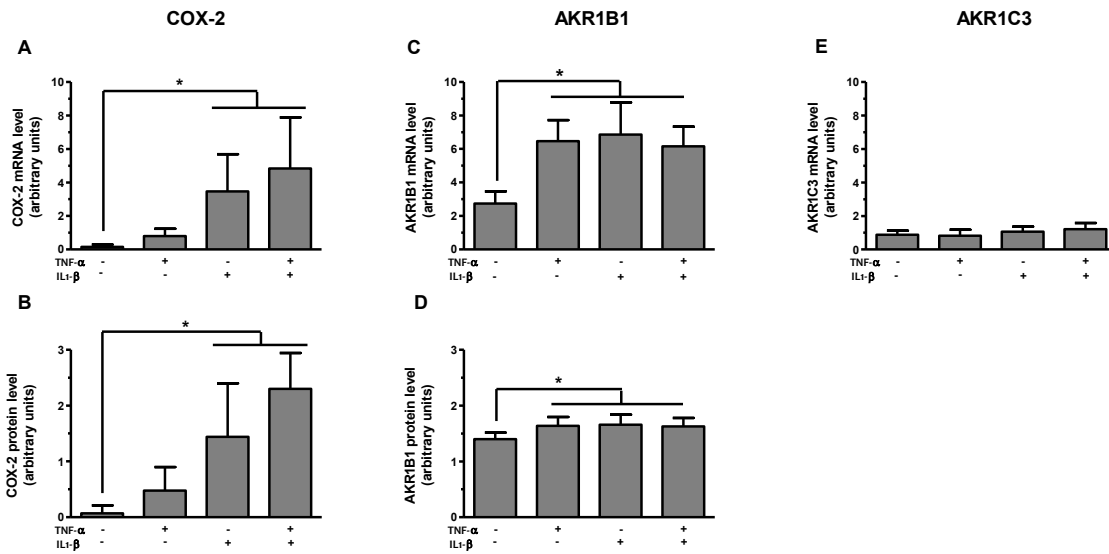 COX-2
AKR1B1
AKR1C3
A
COX-2 mRNA level
(arbitrary units)
10
8
6
4
2
0
*
TNF-α - + - +
IL1-β - - + +
C
AKR1B1 mRNA level
(arbitrary units)
10
8
6
4
2
0
*
TNF-α - + - +
IL1-β - - + +
E
AKR1C3 mRNA level
(arbitrary units)
10
8
6
4
2
0
TNF-α - + - +
IL1-β - - + +
B
COX-2 protein level
(arbitrary units)
3
2
1
0
*
TNF-α - + - +
IL1-β - - + +
D
AKR1B1 protein level
(arbitrary units)
3
2
1
0
*
TNF-α - + - +
IL1-β - - + +